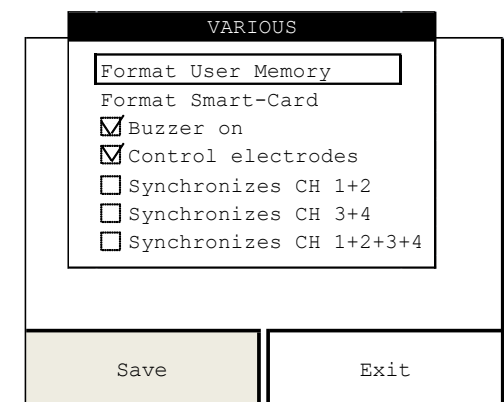 VARIOUS
Format User Memory
Format Smart-Card
Buzzer on
Control electrodes
Synchronizes CH 1+2
Synchronizes CH 3+4
Synchronizes CH 1+2+3+4
Save
Exit